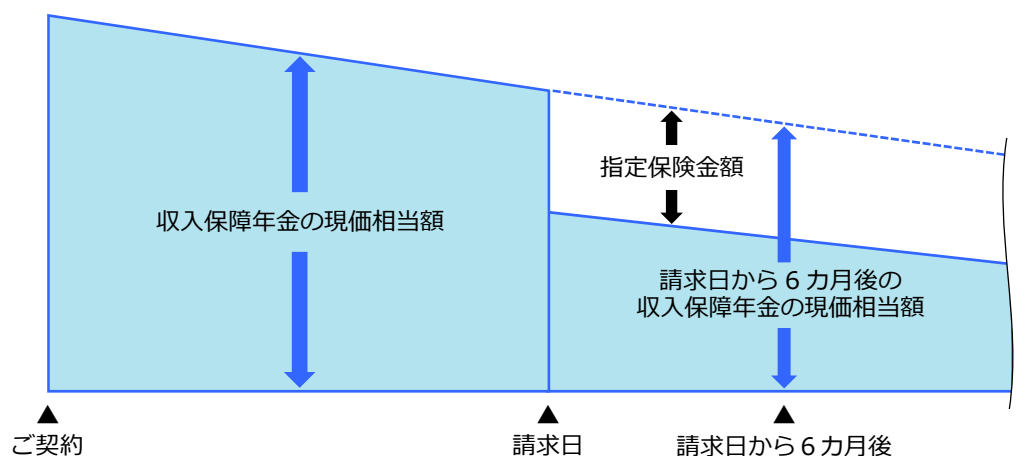 指定保険金額
収入保障年金の現価相当額
請求日から6カ月後の
収入保障年金の現価相当額
▲
▲
▲
ご契約
請求日
請求日から6カ月後